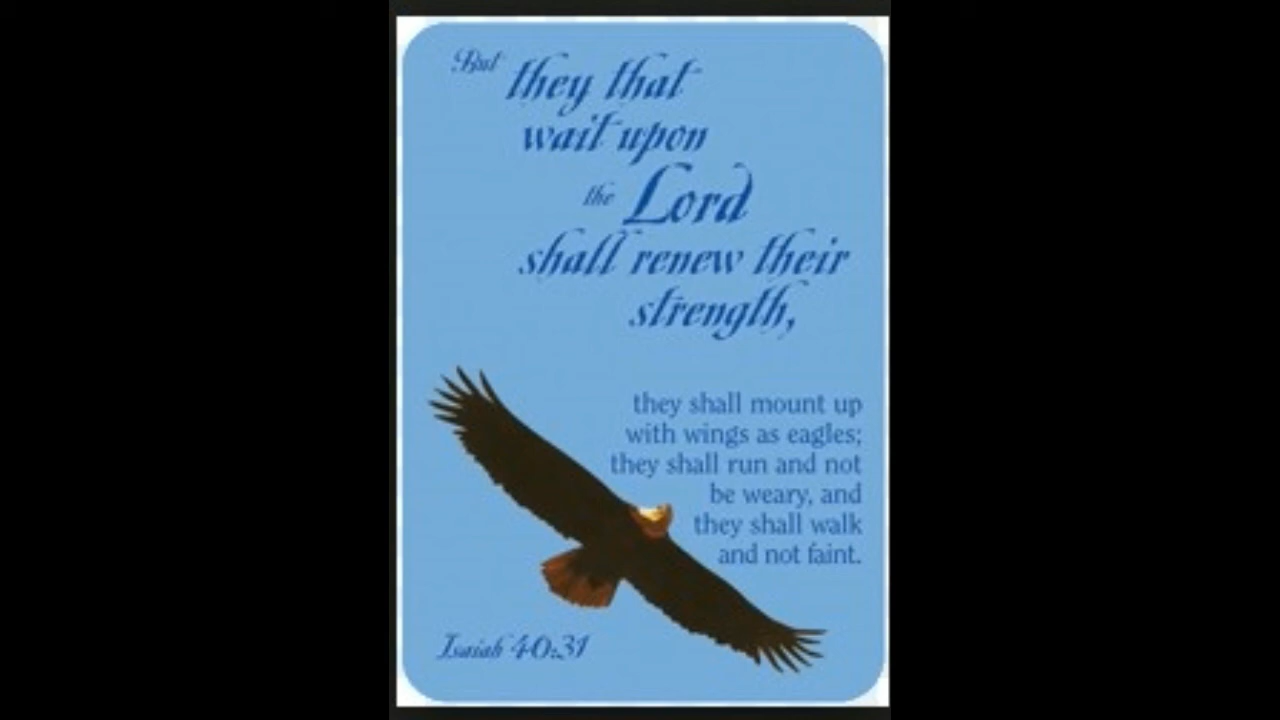 But they that
wait upon
the Lord
shall renew their
strength,
they shall mount up
with wings as eagles;
they shall run and not
be weary, and
they shall walk
and not faint.
Isaiah 40:31